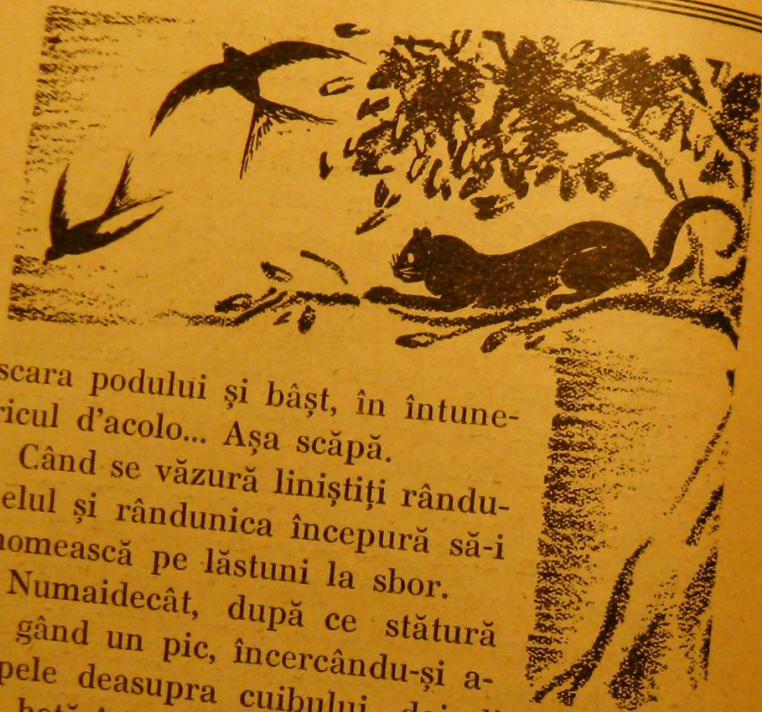 scara podului și bâșt, în întune-
ricul d'acolo... Așa scăpă.
Când se văzură liniștiți rându-
elul și rândunica începură să-i
nomească pe lăstuni la sbor.
Numaidecât, după ce stătură
gând un pic, încercându-și a-
pele deasupra cuibului,